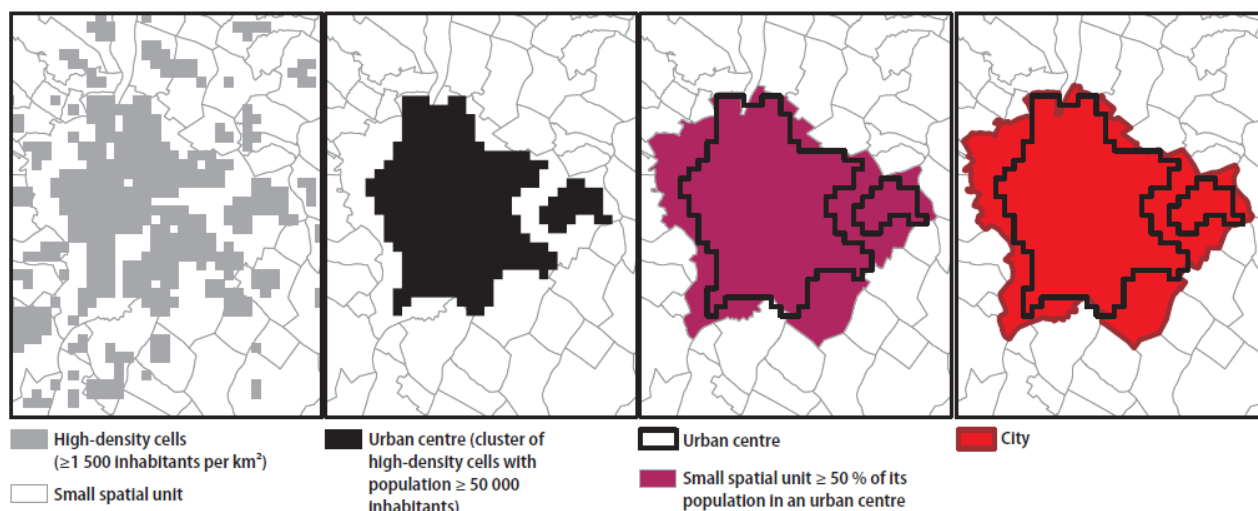 High-density cells
(≥1 500 inhabitants per km²)
Small spatial unit
Urban centre (cluster of
high-density cells with
population ≥ 50 000
inhabitants)
Urban centre
Small spatial unit ≥ 50 % of its
population in an urban centre
City